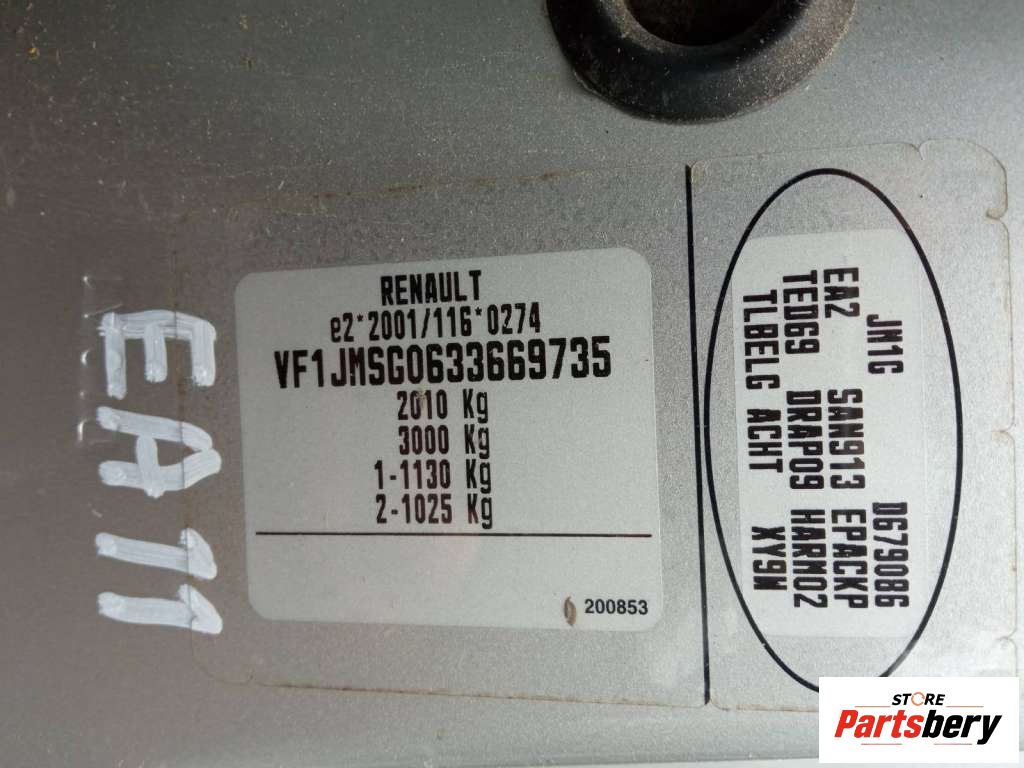 RENAULT
e2*2001/116*0274
VF1JMSG0633669735
2010 Kg
3000 Kg
1-1130 Kg
2-1025 Kg
200853
JM1G D679086
EA2 SAN913 EPACKP
TED69 DRAP09 HARM02
TLBELG ACHT XY9W
EA11
STORE
Partsbery